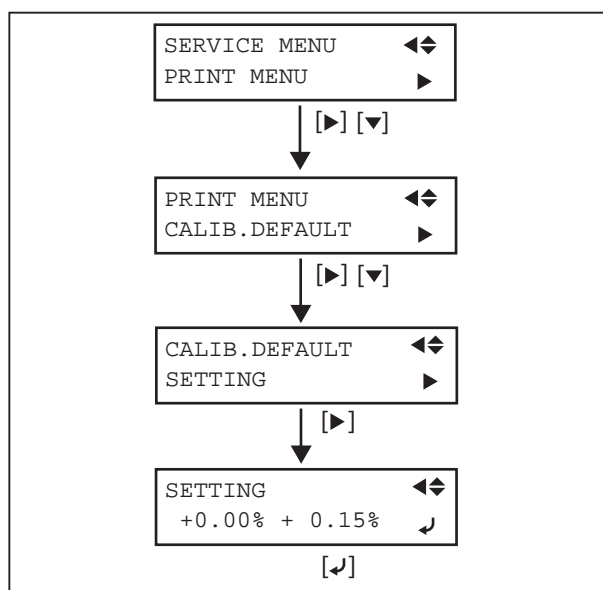 SERVICE MENU ◀◆
PRINT MENU ▶
[▶] [▼]
PRINT MENU ◀◆
CALIB.DEFAULT ▶
[▶] [▼]
CALIB.DEFAULT ◀◆
SETTING ▶
[▶]
SETTING ◀◆
+0.00% + 0.15% ↵
[↵]